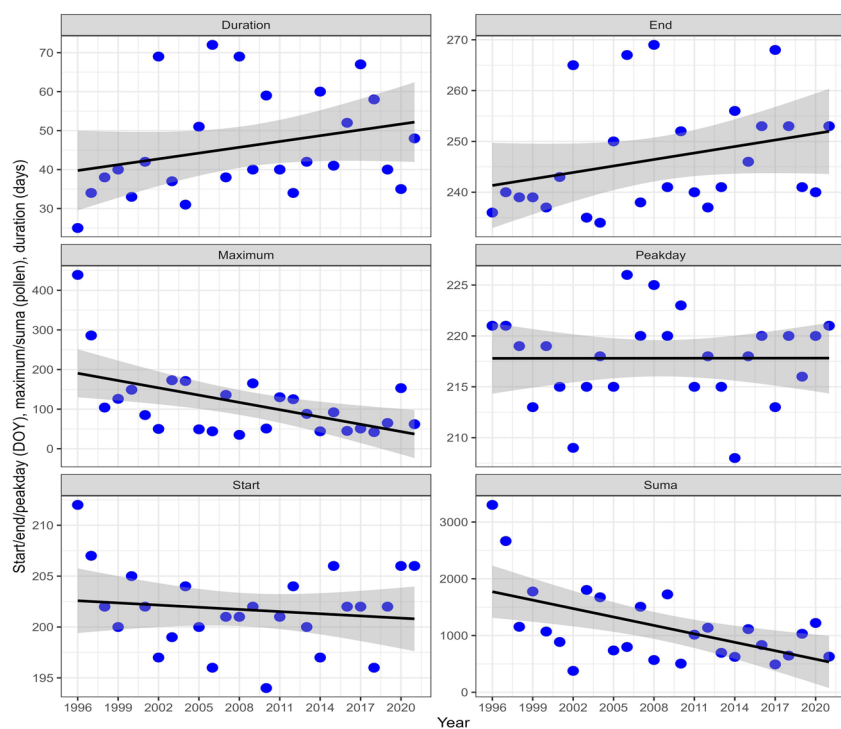 Duration
End
70
60
50
40
30
270
260
250
240
Start/end/peakday (DOY), maximum/suma (pollen), duration (days)
Maximum
Peakday
400
300
200
100
0
225
220
215
210
Start
Suma
210
205
200
195
3000
2000
1000
0
1996 1999 2002 2005 2008 2011 2014 2017 2020
1996 1999 2002 2005 2008 2011 2014 2017 2020
Year